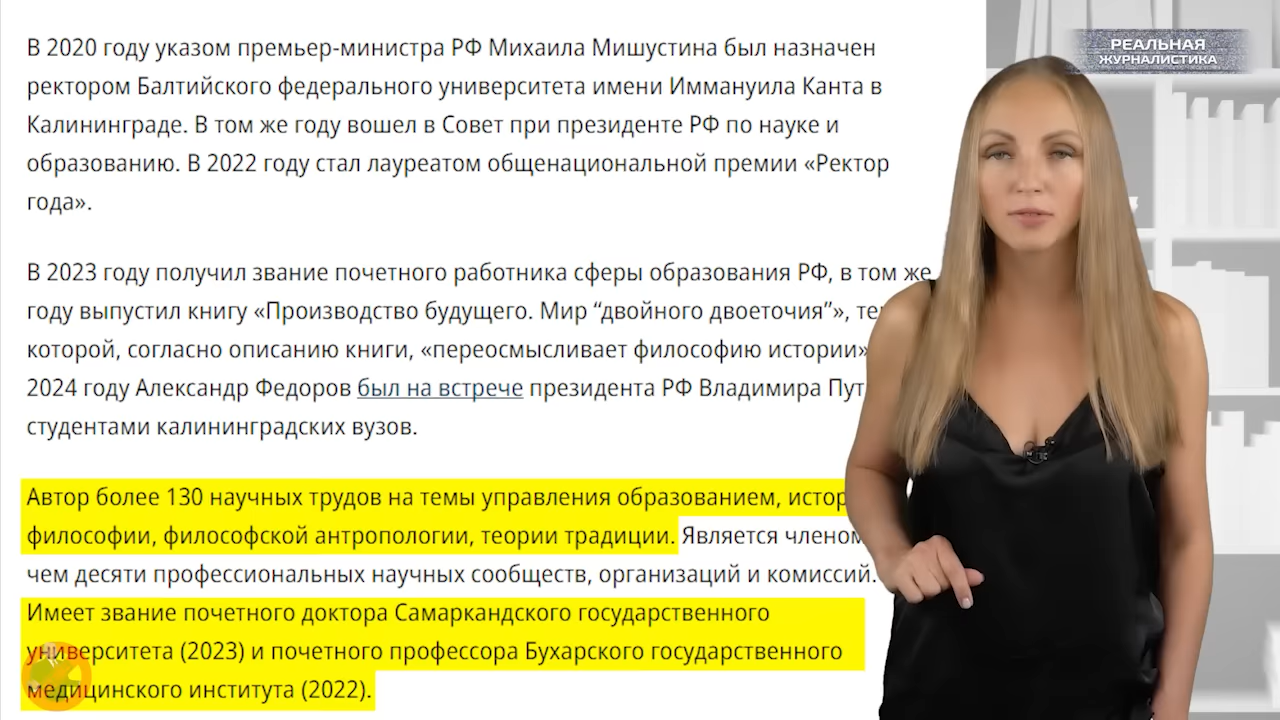 В 2020 году указом премьер-министра РФ Михаила Мишустина был назначен
ректором Балтийского федерального университета имени Иммануила Канта в
Калининграде. В том же году вошел в Совет при президенте РФ по науке и
образованию. В 2022 году стал лауреатом общенациональной премии «Ректор
года».
В 2023 году получил звание почетного работника сферы образования РФ, в том же
году выпустил книгу «Производство будущего. Мир “двойного двоеточия”»,
которой, согласно описанию книги, «переосмысливает философию истории»
2024 году Александр Федоров был на встрече президента РФ Владимира
студентами калининградских вузов.
Автор более 130 научных трудов на темы управления образованием,
философии, философской антропологии, теории традиции. Является членом
чем десяти профессиональных научных сообществ, организаций и комиссий.
Имеет звание почетного доктора Самаркандского государственного
университета (2023) и почетного профессора Бухарского государственного
медицинского института (2022).
РЕАЛЬНАЯ
ЖУРНАЛИСТИКА